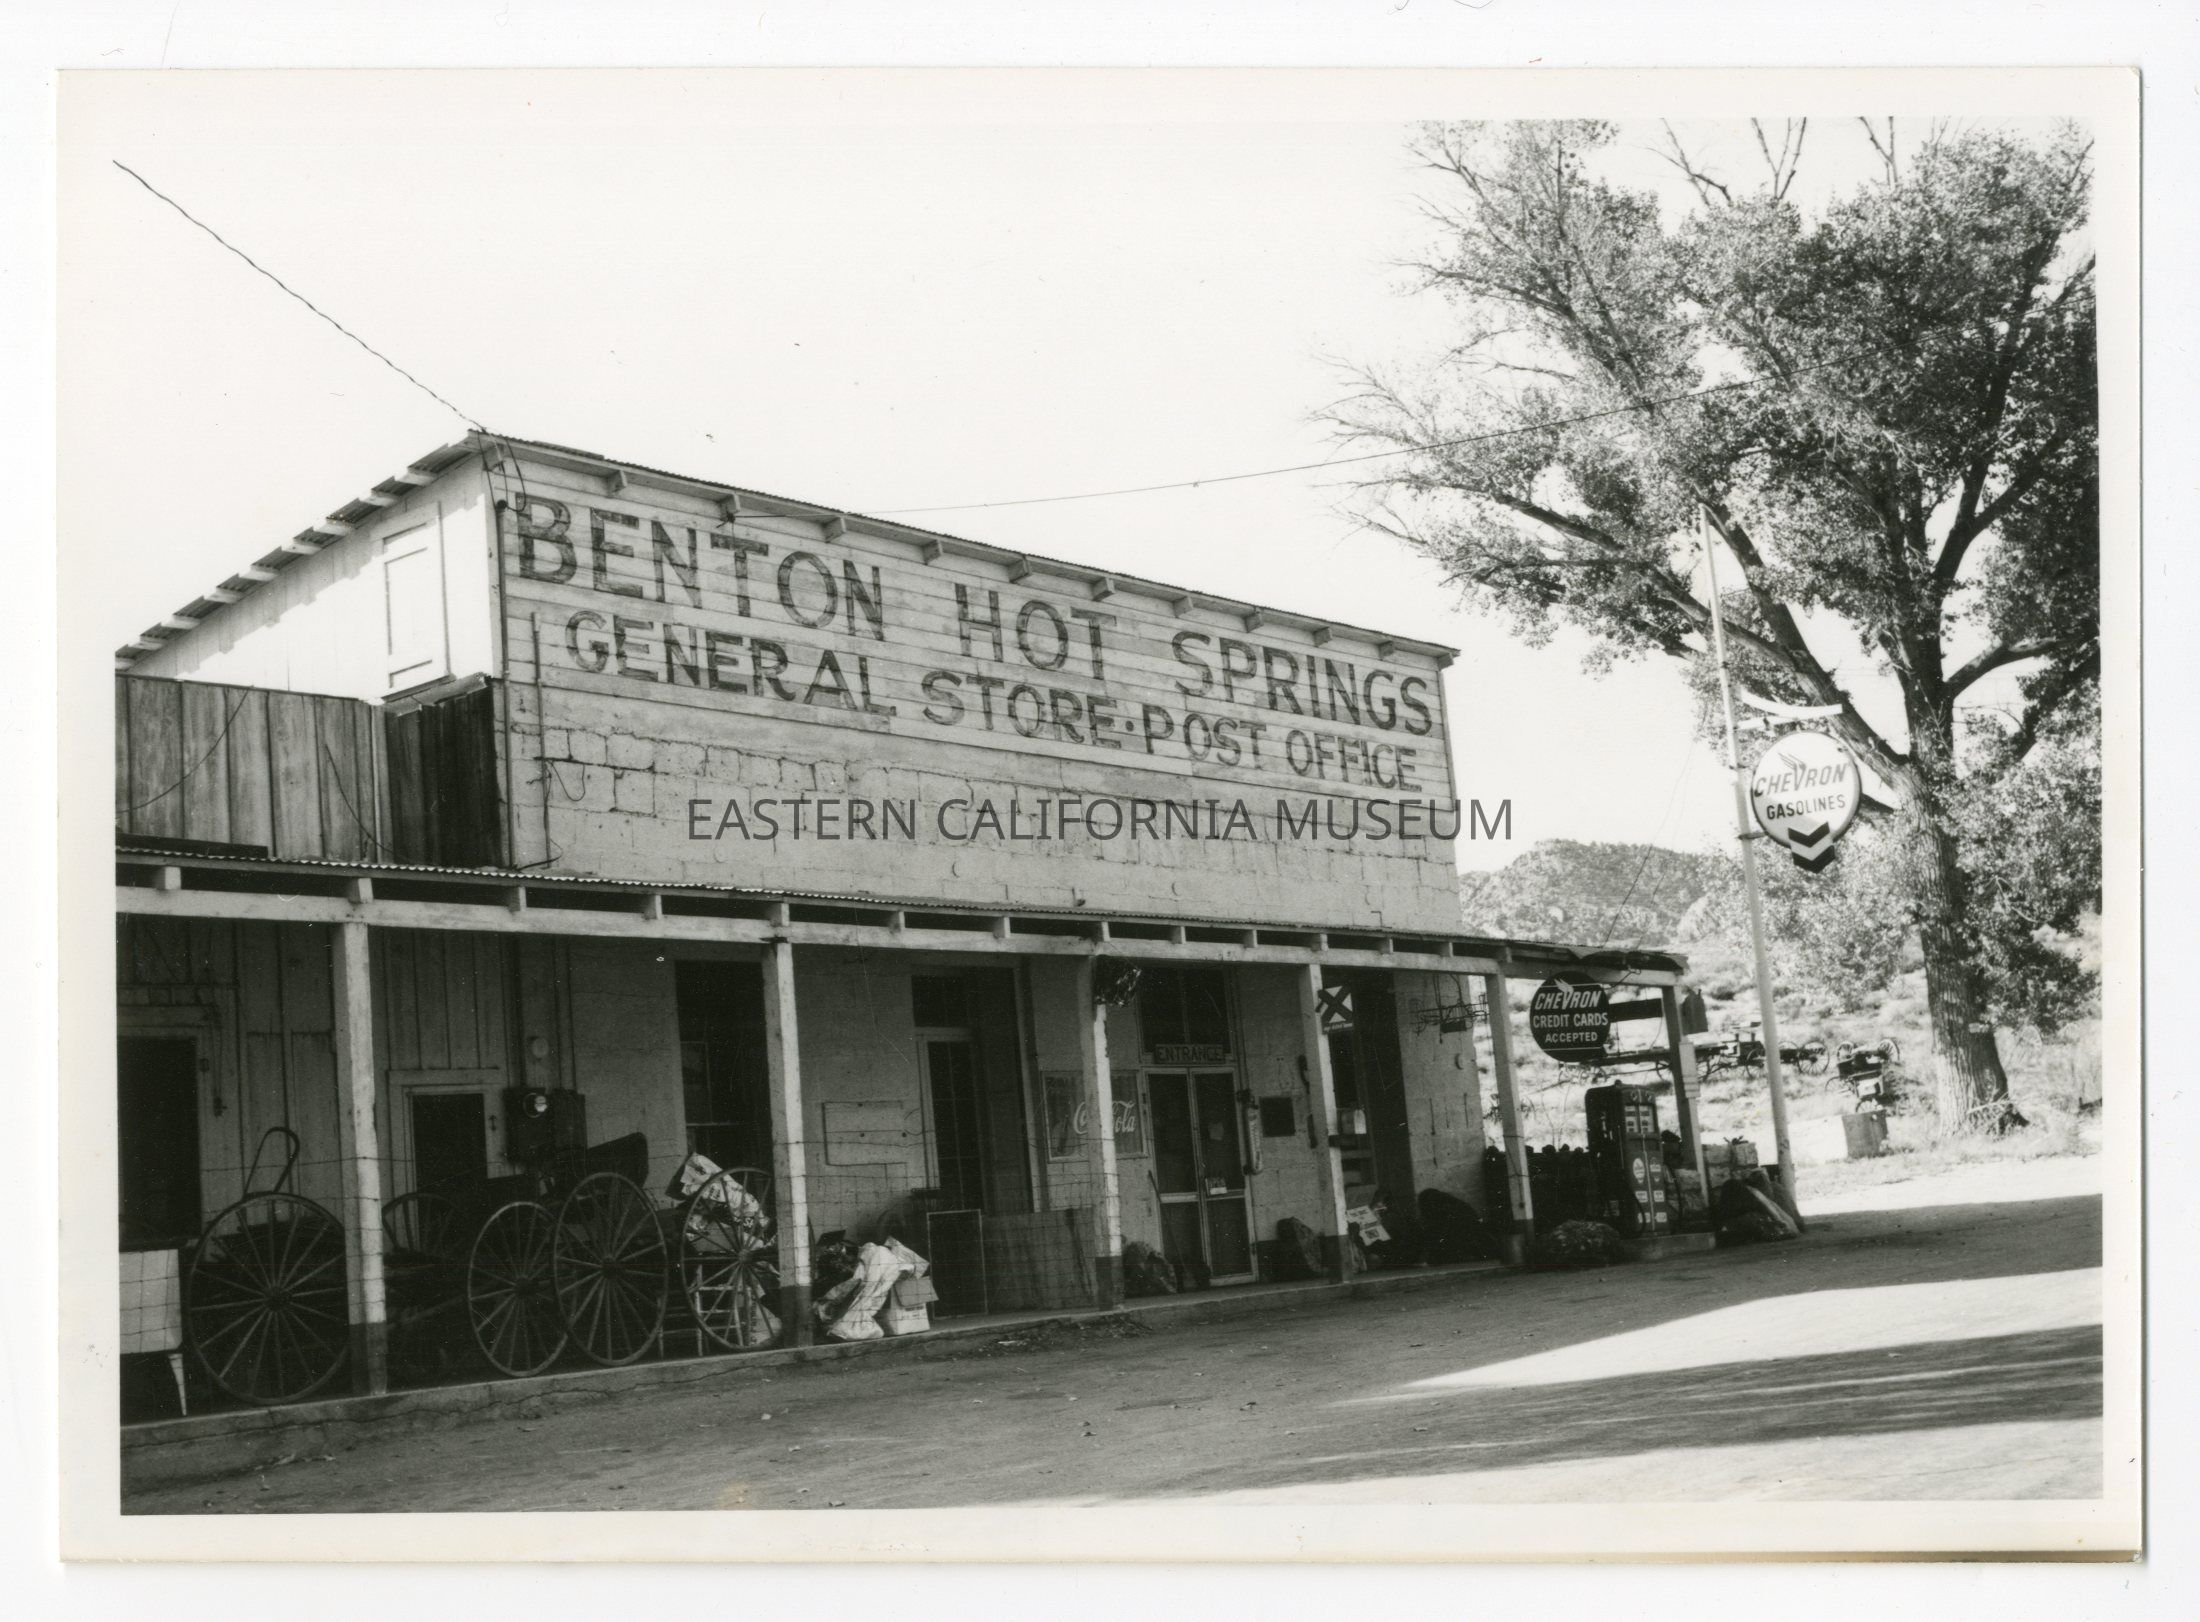 BENTON HOT SPRINGS
GENERAL STORE · POST OFFICE
EASTERN CALIFORNIA MUSEUM
CHEVRON
GASOLINES
CHEVRON
CREDIT CARDS
ACCEPTED
ENTRANCE
Coca-Cola